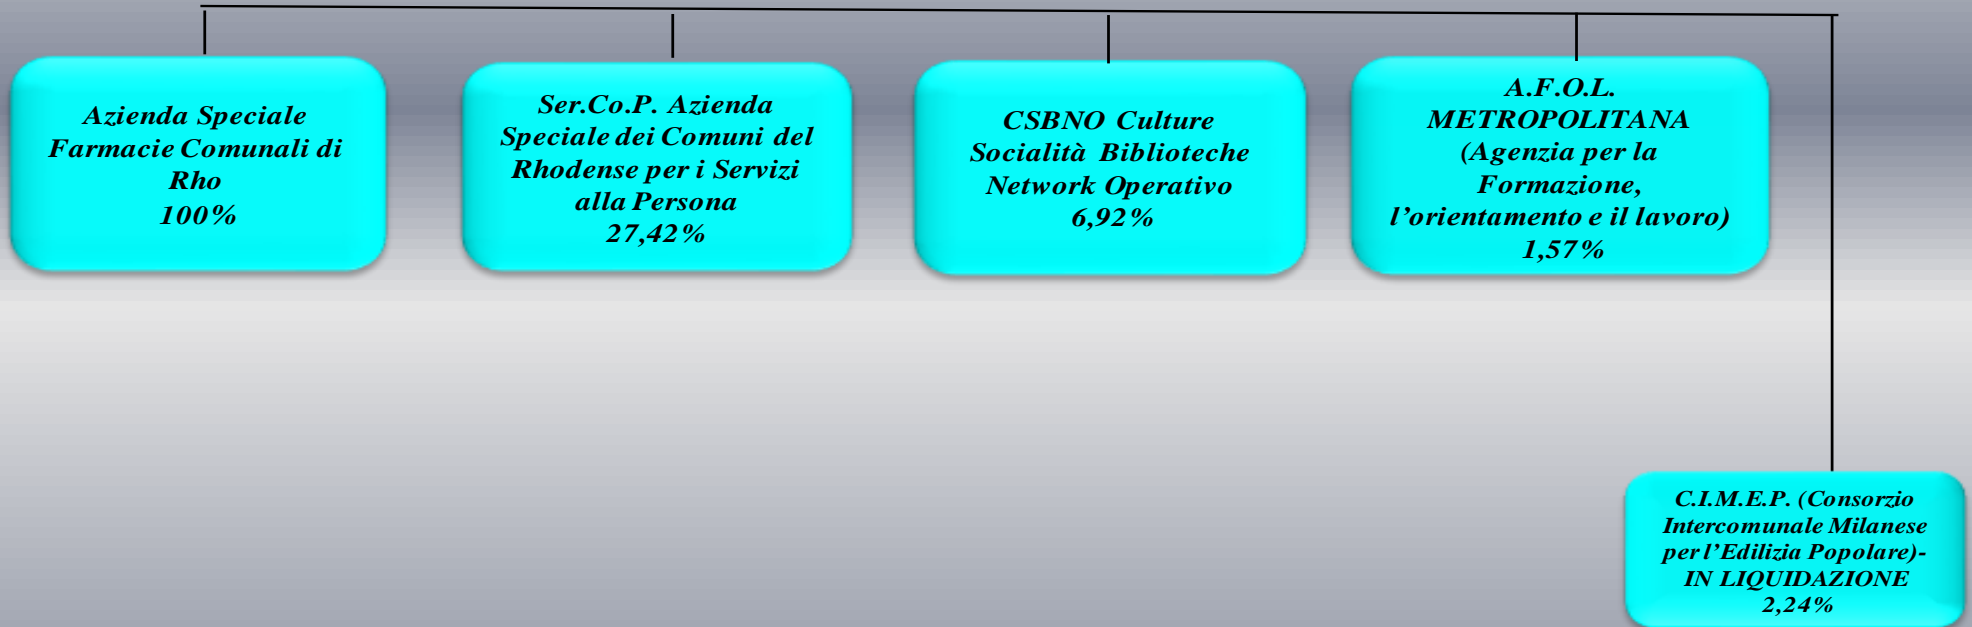 Azienda Speciale
Farmacie Comunali di
Rho
100%
Ser.Co.P. Azienda
Speciale dei Comuni del
Rhodense per i Servizi
alla Persona
27,42%
CSBNO Culture
Socialità Biblioteche
Network Operativo
6,92%
A.F.O.L.
METROPOLITANA
(Agenzia per la
Formazione,
l’orientamento e il lavoro)
1,57%
C.I.M.E.P. (Consorzio
Intercomunale Milanese
per l’Edilizia Popolare)-
IN LIQUIDAZIONE
2,24%